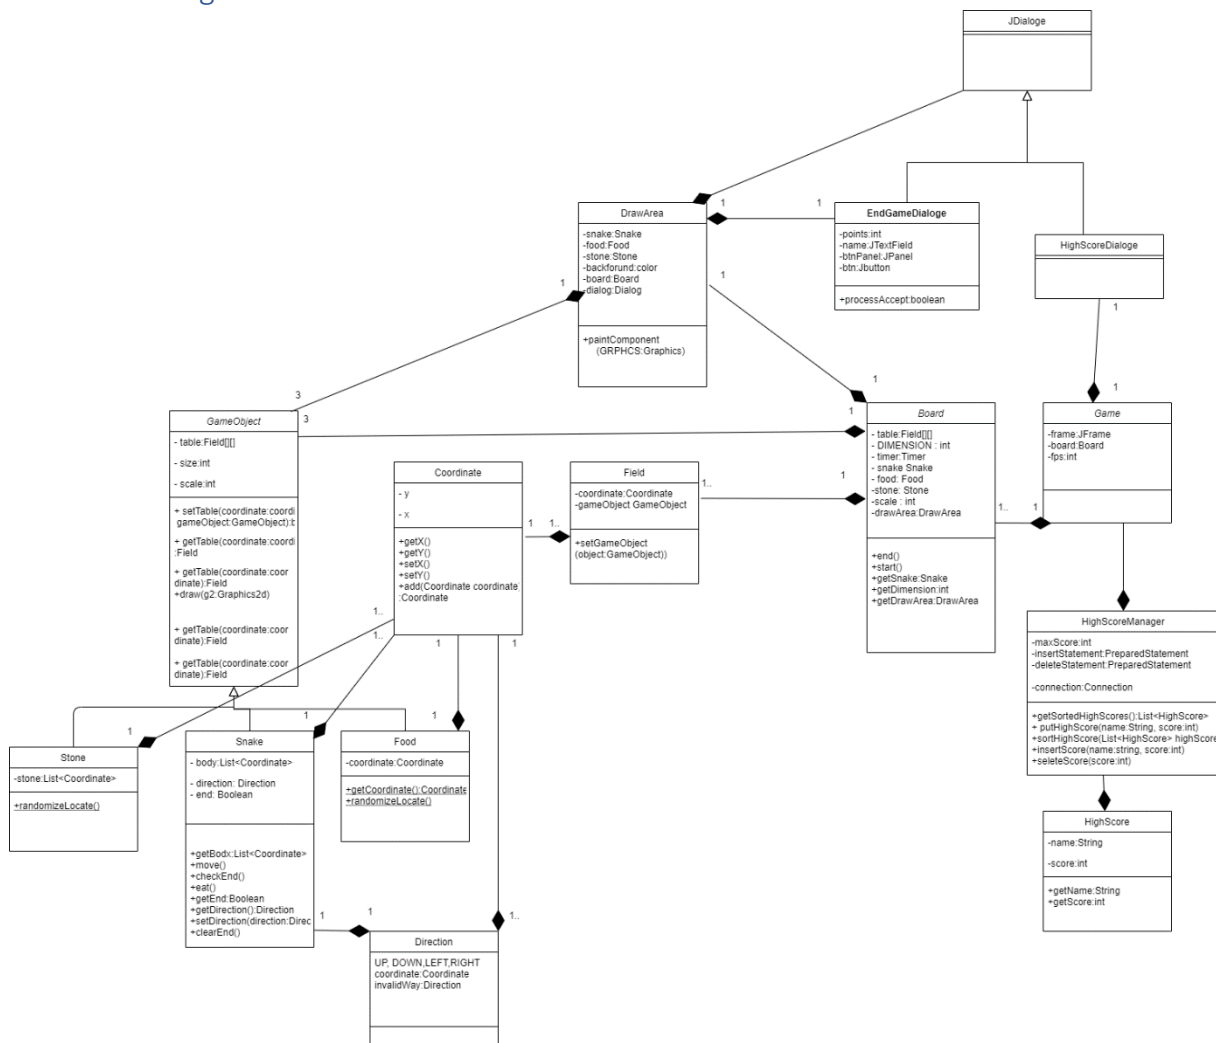 JDialoge
DrawArea
-snake:Snake
-food:Food
-stone:Stone
-backforund:color
-board:Board
-dialog:Dialog
+paintComponent
(GRPHCS:Graphics)
1
1
EndGameDialoge
-points:int
-name:JTextField
-btnPanel:JPanel
-btn:Jbutton
+processAccept:boolean
HighScoreDialoge
1
1
1
1
3
3
1
1
GameObject
- table:Field[][]
- size:int
- scale:int
+ setTable(coordinate:coordi
gameObject:GameObject):t
+ getTable(coordinate:coordi
:Field
+ getTable(coordinate:coor
dinate):Field
+draw(g2:Graphics2d)
+ getTable(coordinate:coor
dinate):Field
+ getTable(coordinate:coor
dinate):Field
Coordinate
- y
- x
+getX()
+getY()
+setX()
+setY()
+add(Coordinate coordinate)
:Coordinate
1
1..
Field
-coordinate:Coordinate
-gameObject GameObject
+setGameObject
(object:GameObject))
1..
1
Board
- table:Field[][]
- DIMENSION : int
- timer:Timer
- snake Snake
- food: Food
-stone: Stone
-scale : int
-drawArea:DrawArea
+end()
+start()
+getSnake:Snake
+getDimension:int
+getDrawArea:DrawArea
1..
1
Game
-frame:JFrame
-board:Board
-fps:int
HighScoreManager
-maxScore:int
-insertStatement:PreparedStatement
-deleteStatement:PreparedStatement
-connection:Connection
+getSortedHighScores():List<HighScore>
+ putHighScore(name:String, score:int)
+sortHighScore(List<HighScore> highScore
+insertScore(name:string, score:int)
+seleteScore(score:int)
HighScore
-name:String
-score:int
+getName:String
+getScore:int
1..
1..
1
1
1
1
1
Stone
-stone:List<Coordinate>
+randomizeLocate()
Snake
- body:List<Coordinate>
- direction: Direction
- end: Boolean
+getBodx:List<Coordinate>
+move()
+checkEnd()
+eat()
+getEnd:Boolean
+getDirection():Direction
+setDirection(direction:Direc
+clearEnd()
Food
-coordinate:Coordinate
+getCoordinate():Coordinate
+randomizeLocate()
1
1
1..
Direction
UP, DOWN,LEFT,RIGHT
coordinate:Coordinate
invalidWay:Direction